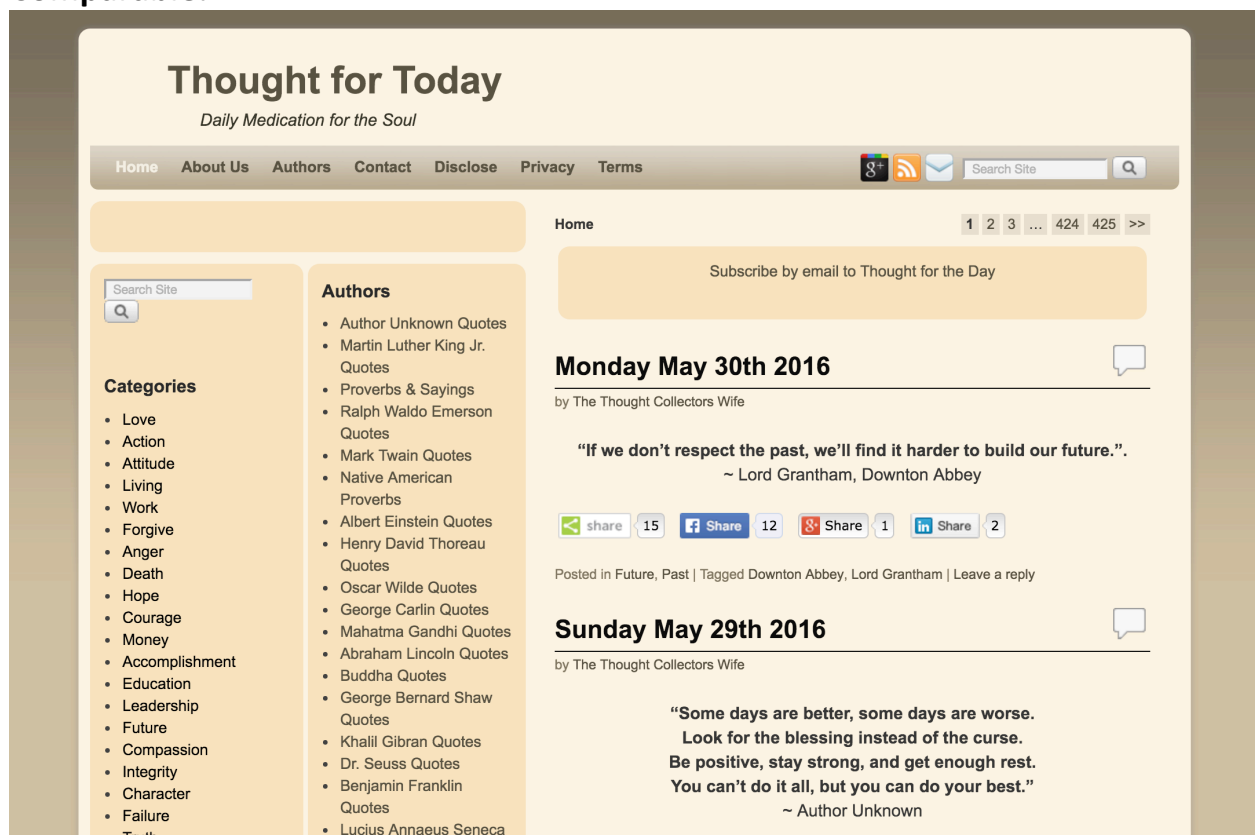 Thought for Today
Daily Medication for the Soul
Home About Us Authors Contact Disclose Privacy Terms
g+
Search Site
Search Site
Categories
Love
Action
Attitude
Living
Work
Forgive
Anger
Death
Hope
Courage
Money
Accomplishment
Education
Leadership
Future
Compassion
Integrity
Character
Failure
Authors
Author Unknown Quotes
Martin Luther King Jr.
Quotes
Proverbs & Sayings
Ralph Waldo Emerson
Quotes
Mark Twain Quotes
Native American
Proverbs
Albert Einstein Quotes
Henry David Thoreau
Quotes
Oscar Wilde Quotes
George Carlin Quotes
Mahatma Gandhi Quotes
Abraham Lincoln Quotes
Buddha Quotes
George Bernard Shaw
Quotes
Khalil Gibran Quotes
Dr. Seuss Quotes
Benjamin Franklin
Quotes
Lucius Annaeus Seneca
Home 1 2 3 ... 424 425 >>
Subscribe by email to Thought for the Day
Monday May 30th 2016
by The Thought Collectors Wife
“If we don’t respect the past, we’ll find it harder to build our future.”.
~ Lord Grantham, Downton Abbey
share 15 f Share 12 g+ Share 1 in Share 2
Posted in Future, Past | Tagged Downton Abbey, Lord Grantham | Leave a reply
Sunday May 29th 2016
by The Thought Collectors Wife
“Some days are better, some days are worse.
Look for the blessing instead of the curse.
Be positive, stay strong, and get enough rest.
You can’t do it all, but you can do your best.”
~ Author Unknown